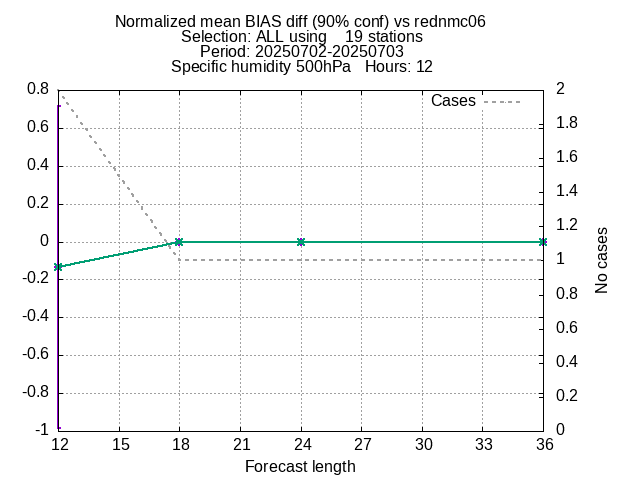 Normalized mean BIAS diff (90% conf) vs rednmc06
Selection: ALL using    19 stations
Period: 20250702-20250703
Specific humidity 500hPa   Hours: 12
Cases
0.8
0.6
0.4
0.2
0
-0.2
-0.4
-0.6
-0.8
-1
2
1.8
1.6
1.4
1.2
1
0.8
0.6
0.4
0.2
0
No cases
12 15 18 21 24 27 30 33 36
Forecast length